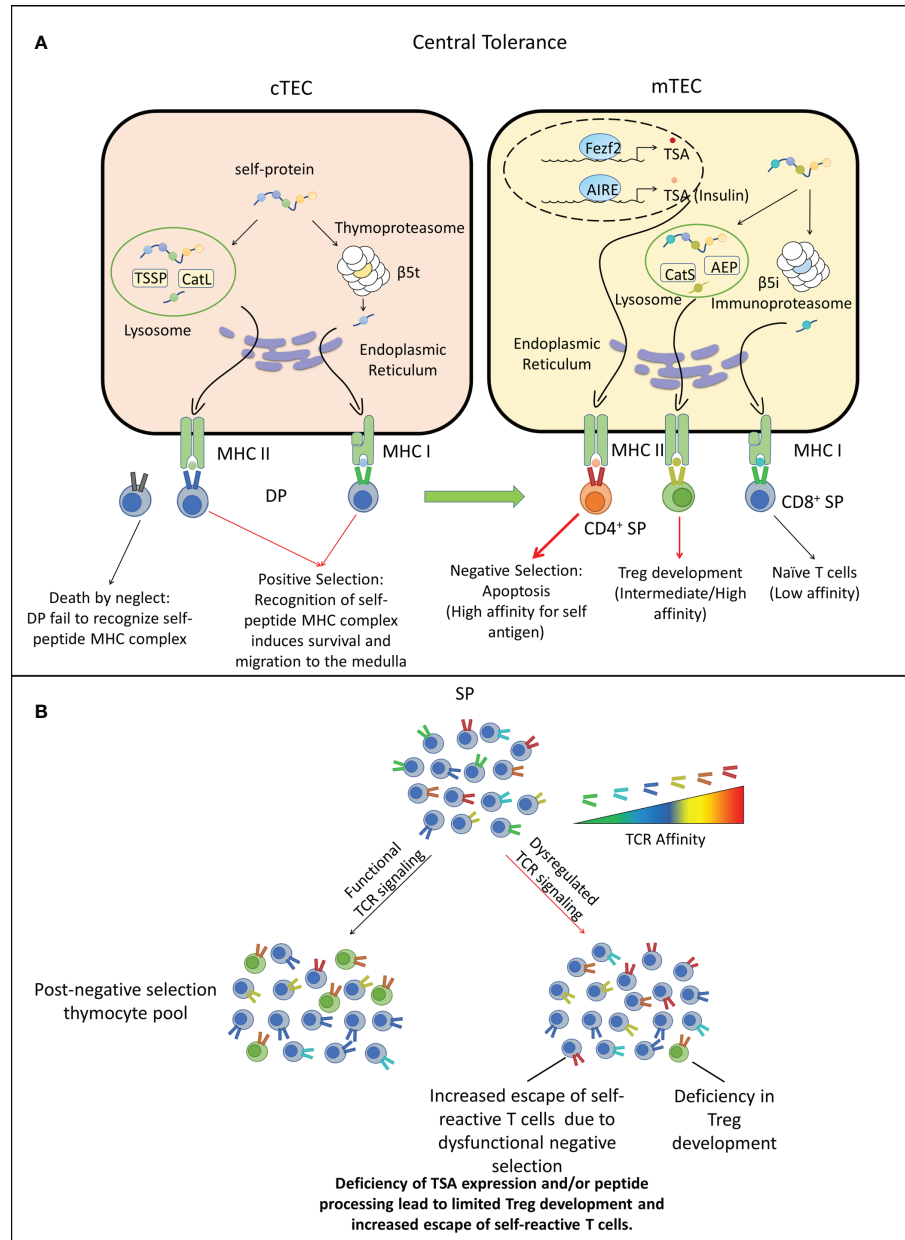 A
Central Tolerance
cTEC
mTEC
self-protein
Thymoproteasome
TSSP
CatL
β5t
Lysosome
Endoplasmic
Reticulum
MHC II
MHC I
DP
Fezf2
TSA
AIRE
TSA (Insulin)
CatS
AEP
Lysosome
β5i
Immunoproteasome
Endoplasmic
Reticulum
MHC II
MHC I
CD4⁺ SP
CD8⁺ SP
Death by neglect:
DP fail to recognize self-
peptide MHC complex
Positive Selection:
Recognition of self-
peptide MHC complex
induces survival and
migration to the medulla
Negative Selection:
Apoptosis
(High affinity for self
antigen)
Treg development
(Intermediate/High
affinity)
Naïve T cells
(Low affinity)
B
SP
TCR Affinity
Functional
TCR signaling
Dysregulated
TCR signaling
Post-negative selection
thymocyte pool
Increased escape of self-
reactive T cells due to
dysfunctional negative
selection
Deficiency in
Treg
development
Deficiency of TSA expression and/or peptide
processing lead to limited Treg development and
increased escape of self-reactive T cells.